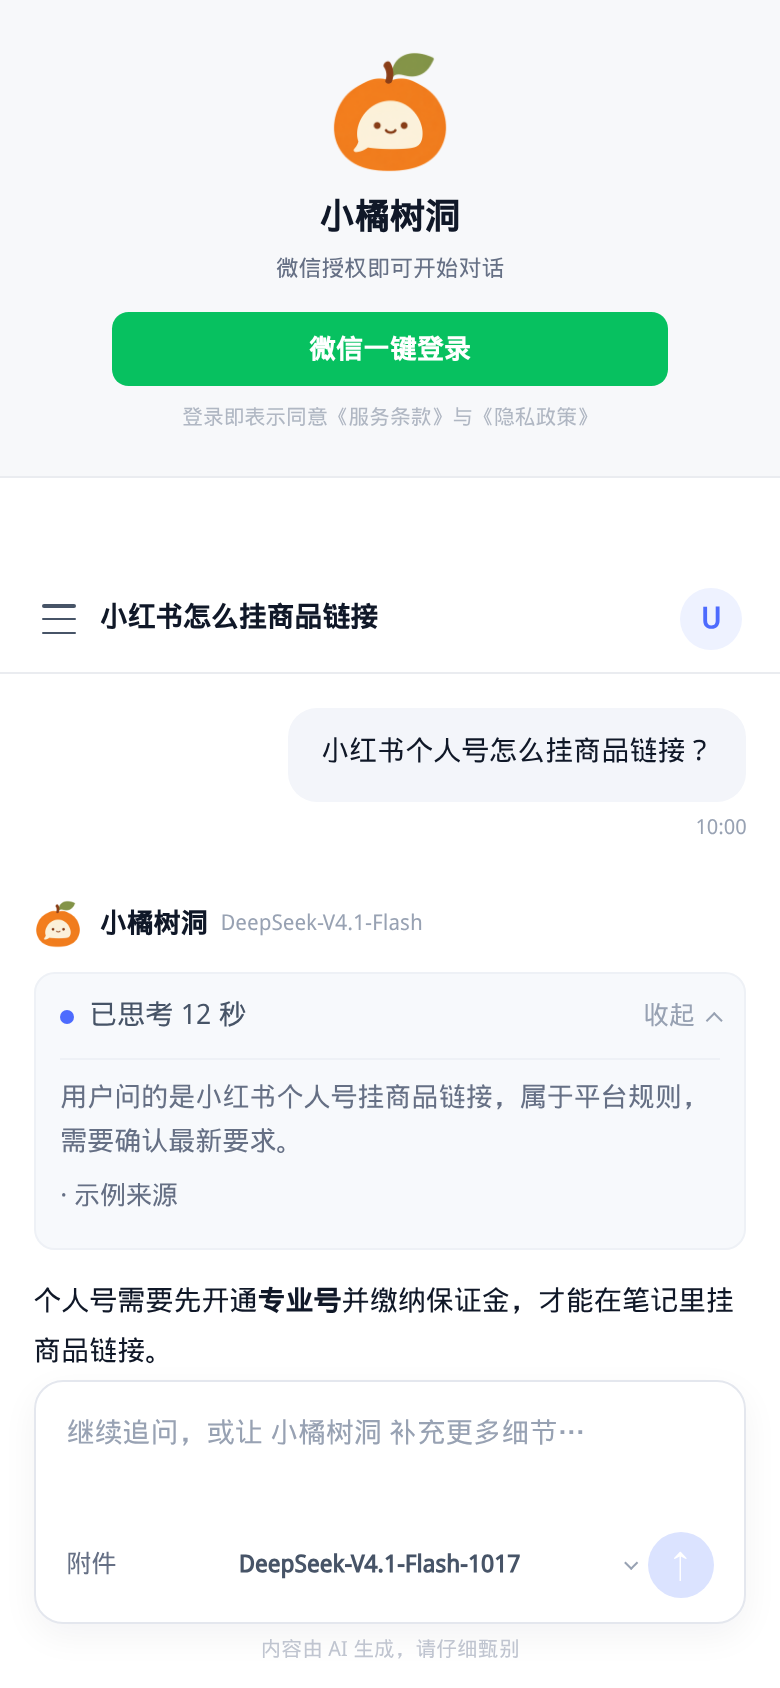 小橘树洞
微信授权即可开始对话
微信一键登录
登录即表示同意《服务条款》与《隐私政策》
小红书怎么挂商品链接
U
小红书个人号怎么挂商品链接？
10:00
小橘树洞 DeepSeek-V4.1-Flash
已思考 12 秒 收起
用户问的是小红书个人号挂商品链接，属于平台规则，
需要确认最新要求。
· 示例来源
个人号需要先开通专业号并缴纳保证金，才能在笔记里挂
商品链接。
继续追问，或让 小橘树洞 补充更多细节…
附件 DeepSeek-V4.1-Flash-1017
内容由 AI 生成，请仔细甄别